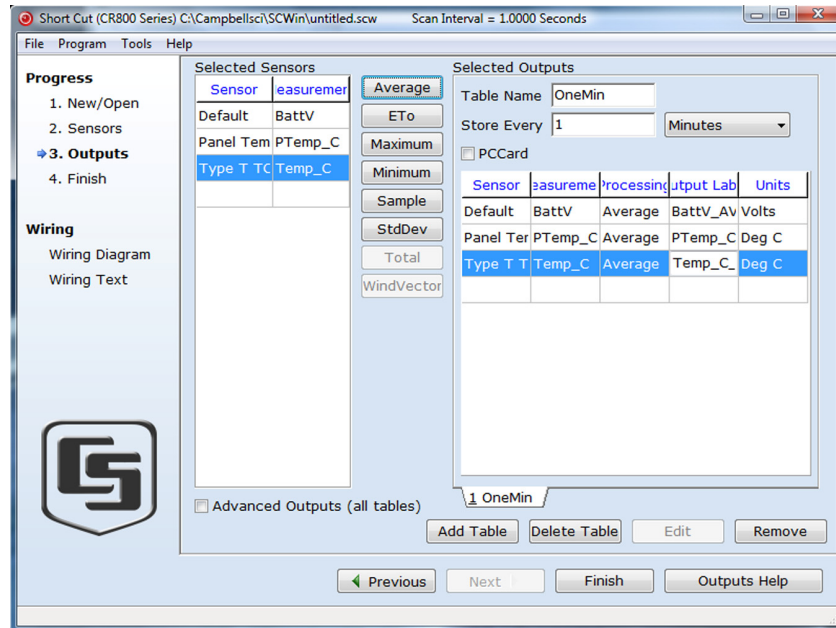 Short Cut (CR800 Series) C:\Campbellsci\SCWin\untitled.scw Scan Interval = 1.0000 Seconds
File Program Tools Help
Progress
1. New/Open
2. Sensors
3. Outputs
4. Finish
Wiring
Wiring Diagram
Wiring Text
Selected Sensors
Sensor easuremer
Default BattV
Panel Tem PTemp_C
Type T TC Temp_C
Advanced Outputs (all tables)
Average
ETo
Maximum
Minimum
Sample
StdDev
Total
WindVector
Selected Outputs
Table Name OneMin
Store Every 1 Minutes
PCCard
Sensor easureme Processing utput Lab Units
Default BattV Average BattV_AV Volts
Panel Ter PTemp_C Average PTemp_C Deg C
Type T T Temp_C Average Temp_C_ Deg C
1 OneMin
Add Table Delete Table Edit Remove
Previous Next Finish Outputs Help